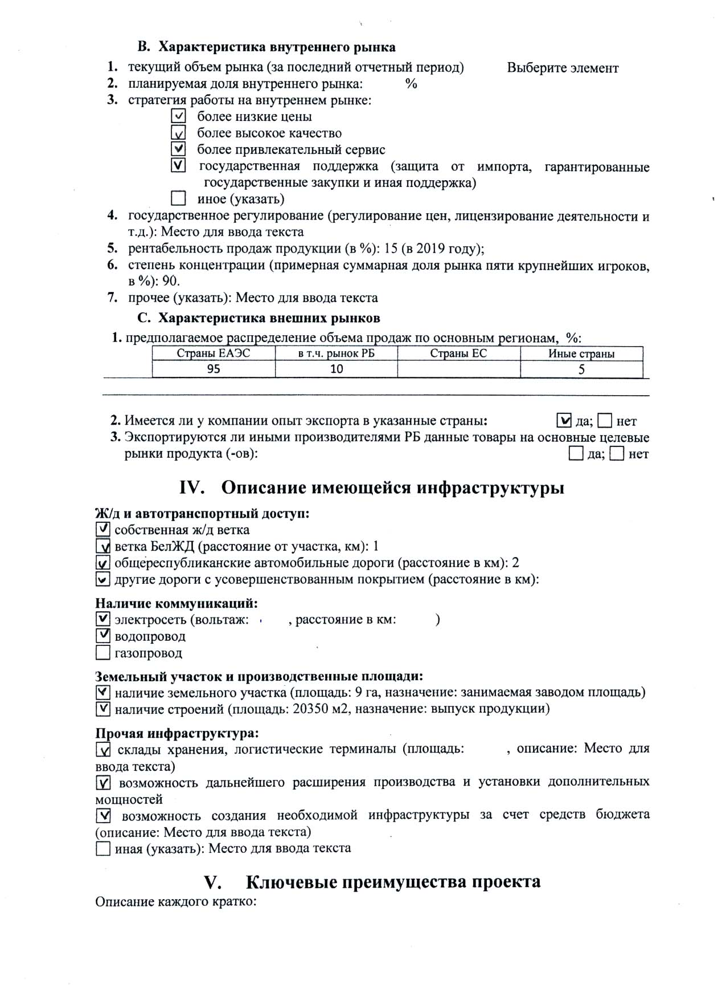 В. Характеристика внутреннего рынка
1. текущий объем рынка (за последний отчетный период) Выберите элемент
2. планируемая доля внутреннего рынка: %
3. стратегия работы на внутреннем рынке:
☑ более низкие цены
☑ более высокое качество
☑ более привлекательный сервис
☑ государственная поддержка (защита от импорта, гарантированные
государственные закупки и иная поддержка)
☐ иное (указать)
4. государственное регулирование (регулирование цен, лицензирование деятельности и
т.д.): Место для ввода текста
5. рентабельность продаж продукции (в %): 15 (в 2019 году);
6. степень концентрации (примерная суммарная доля рынка пяти крупнейших игроков,
в %): 90.
7. прочее (указать): Место для ввода текста
С. Характеристика внешних рынков
1. предполагаемое распределение объема продаж по основным регионам, %:
Страны ЕАЭС в т.ч. рынок РБ Страны ЕС Иные страны
95 10 5
2. Имеется ли у компании опыт экспорта в указанные страны: ☑ да; ☐ нет
3. Экспортируются ли иными производителями РБ данные товары на основные целевые
рынки продукта (-ов): ☐ да; ☐ нет
IV. Описание имеющейся инфраструктуры
Ж/д и автотранспортный доступ:
☑ собственная ж/д ветка
☑ ветка БелЖД (расстояние от участка, км): 1
☑ общереспубликанские автомобильные дороги (расстояние в км): 2
☑ другие дороги с усовершенствованным покрытием (расстояние в км):
Наличие коммуникаций:
☑ электросеть (вольтаж: , расстояние в км: )
☑ водопровод
☐ газопровод
Земельный участок и производственные площади:
☑ наличие земельного участка (площадь: 9 га, назначение: занимаемая заводом площадь)
☑ наличие строений (площадь: 20350 м2, назначение: выпуск продукции)
Прочая инфраструктура:
☑ склады хранения, логистические терминалы (площадь: , описание: Место для
ввода текста)
☑ возможность дальнейшего расширения производства и установки дополнительных
мощностей
☑ возможность создания необходимой инфраструктуры за счет средств бюджета
(описание: Место для ввода текста)
☐ иная (указать): Место для ввода текста
V. Ключевые преимущества проекта
Описание каждого кратко: